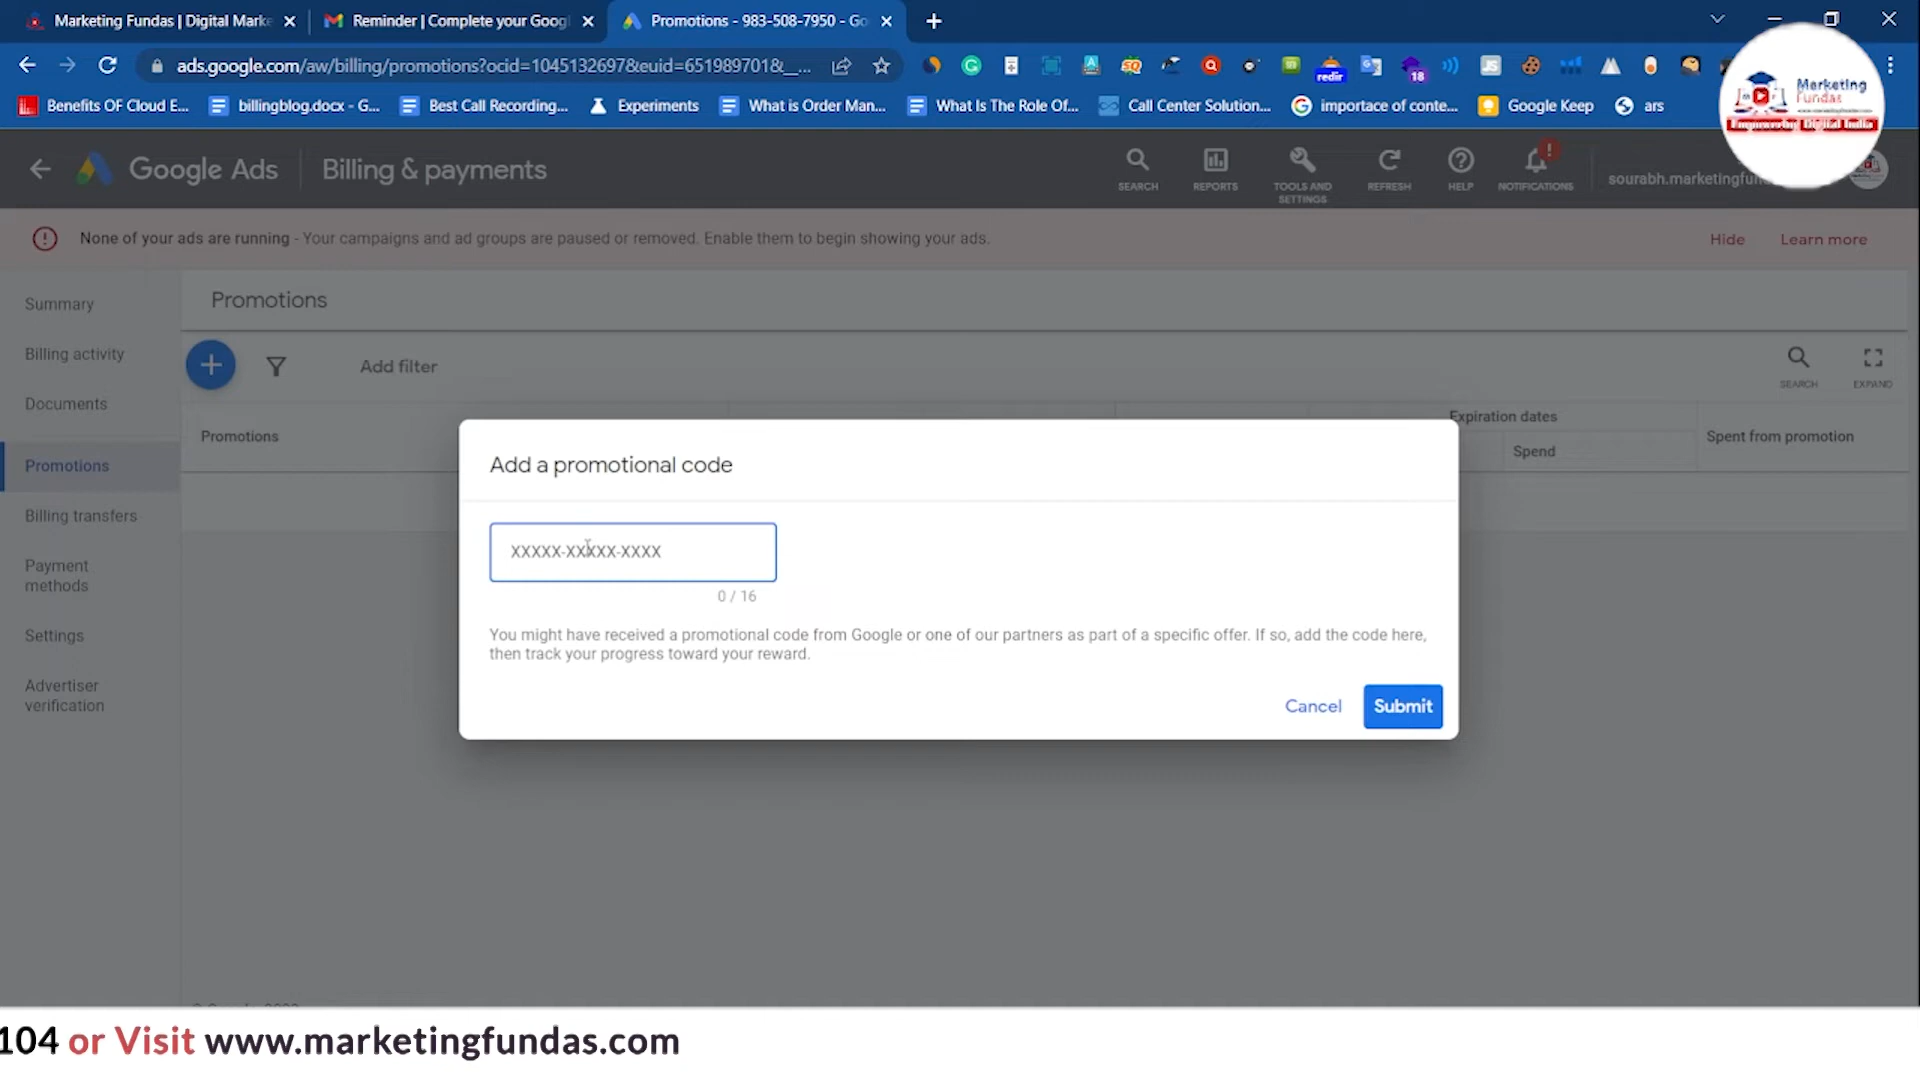 Marketing Fundas | Digital Marke
Reminder | Complete your Googl
Promotions - 983-508-7950 - Go
ads.google.com/aw/billing/promotions?ocid=1045132697&euid=651989701&__...
redir
18
Benefits OF Cloud E...
billingblog.docx - G...
Best Call Recording...
Experiments
What is Order Man...
What Is The Role Of...
Call Center Solution...
importace of conte...
Google Keep
ars
Marketing
Fundas
Empowering Digital India
Google Ads
Billing & payments
SEARCH
REPORTS
TOOLS AND
SETTINGS
REFRESH
HELP
NOTIFICATIONS
sourabh.marketingfun
None of your ads are running - Your campaigns and ad groups are paused or removed. Enable them to begin showing your ads.
Hide
Learn more
Summary
Billing activity
Documents
Promotions
Billing transfers
Payment
methods
Settings
Advertiser
verification
Promotions
Add filter
SEARCH
EXPAND
Promotions
Expiration dates
Spend
Spent from promotion
Add a promotional code
XXXXX-XXXXX-XXXX
0 / 16
You might have received a promotional code from Google or one of our partners as part of a specific offer. If so, add the code here,
then track your progress toward your reward.
Cancel
Submit
104 or Visit www.marketingfundas.com